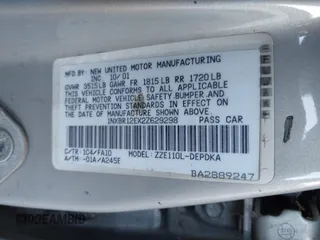 MFD. BY: NEW UNITED MOTOR MANUFACTURING
INC 10/01
GVWR 3515LB GAWR FR 1815LB RR 1720LB
THIS VEHICLE CONFORMS TO ALL APPLICABLE
FEDERAL MOTOR VEHICLE SAFETY,BUMPER,AND
THEFT PREVENTION STANDARDS IN EFFECT ON
THE DATE OF MANUFACTURE SHOWN ABOVE.
1NXBR12EX2Z629298 PASS CAR
C/TR: 1C4/FA10 MODEL: ZZE110L-DEPDKA
A/TM: -01A/A245E
BA2889247